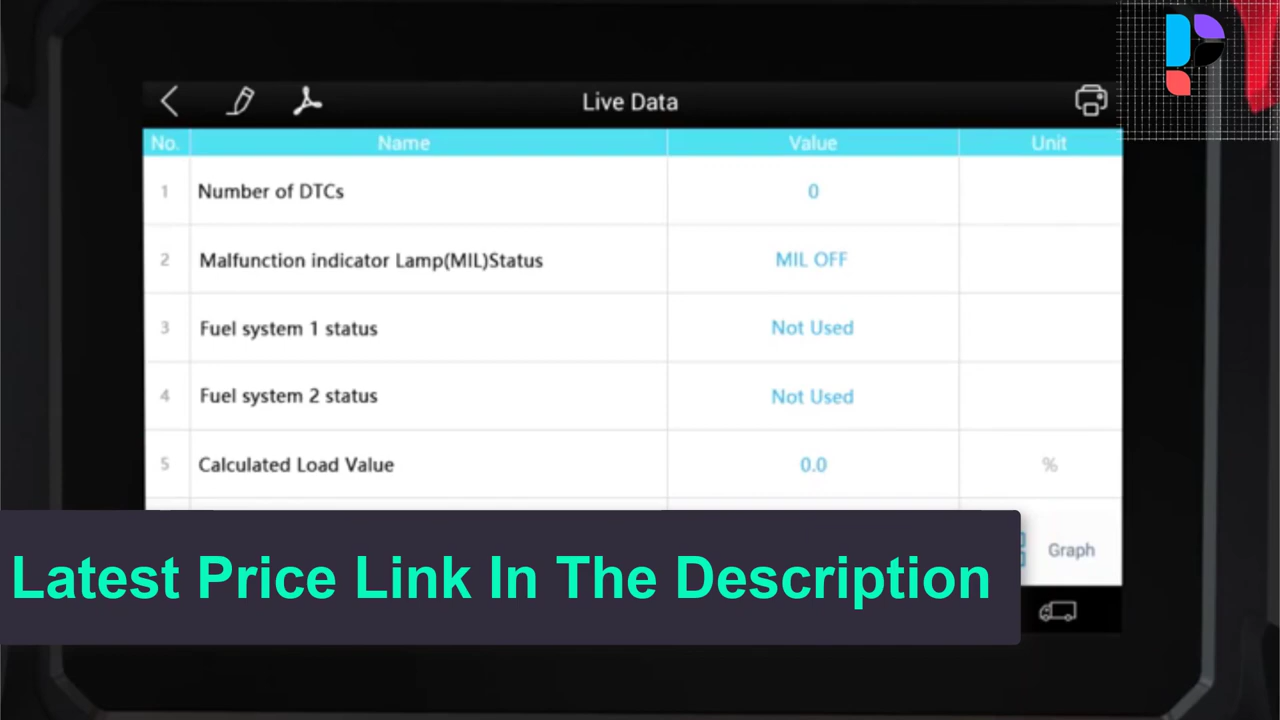 Live Data
No. Name Value Unit
1 Number of DTCs 0
2 Malfunction indicator Lamp(MIL)Status MIL OFF
3 Fuel system 1 status Not Used
4 Fuel system 2 status Not Used
5 Calculated Load Value 0.0 %
Graph
Latest Price Link In The Description